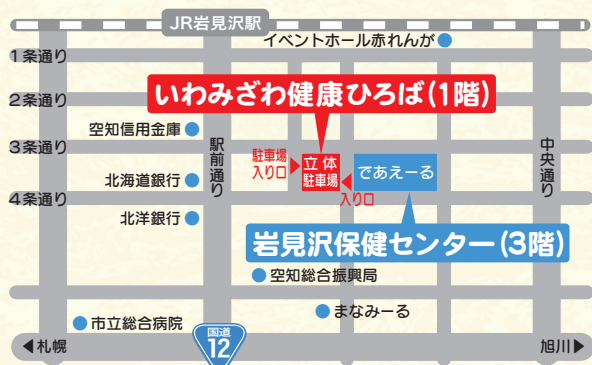 JR岩見沢駅
イベントホール赤れんが
1条通り
2条通り
いわみざわ健康ひろば(1階)
空知信用金庫
3条通り
駅前通り
中央通り
駐車場
入り口
立体
駐車場
であえーる
北海道銀行
入り口
4条通り
北洋銀行
岩見沢保健センター(3階)
空知総合振興局
まなみーる
市立総合病院
国道
12
◀札幌
旭川▶